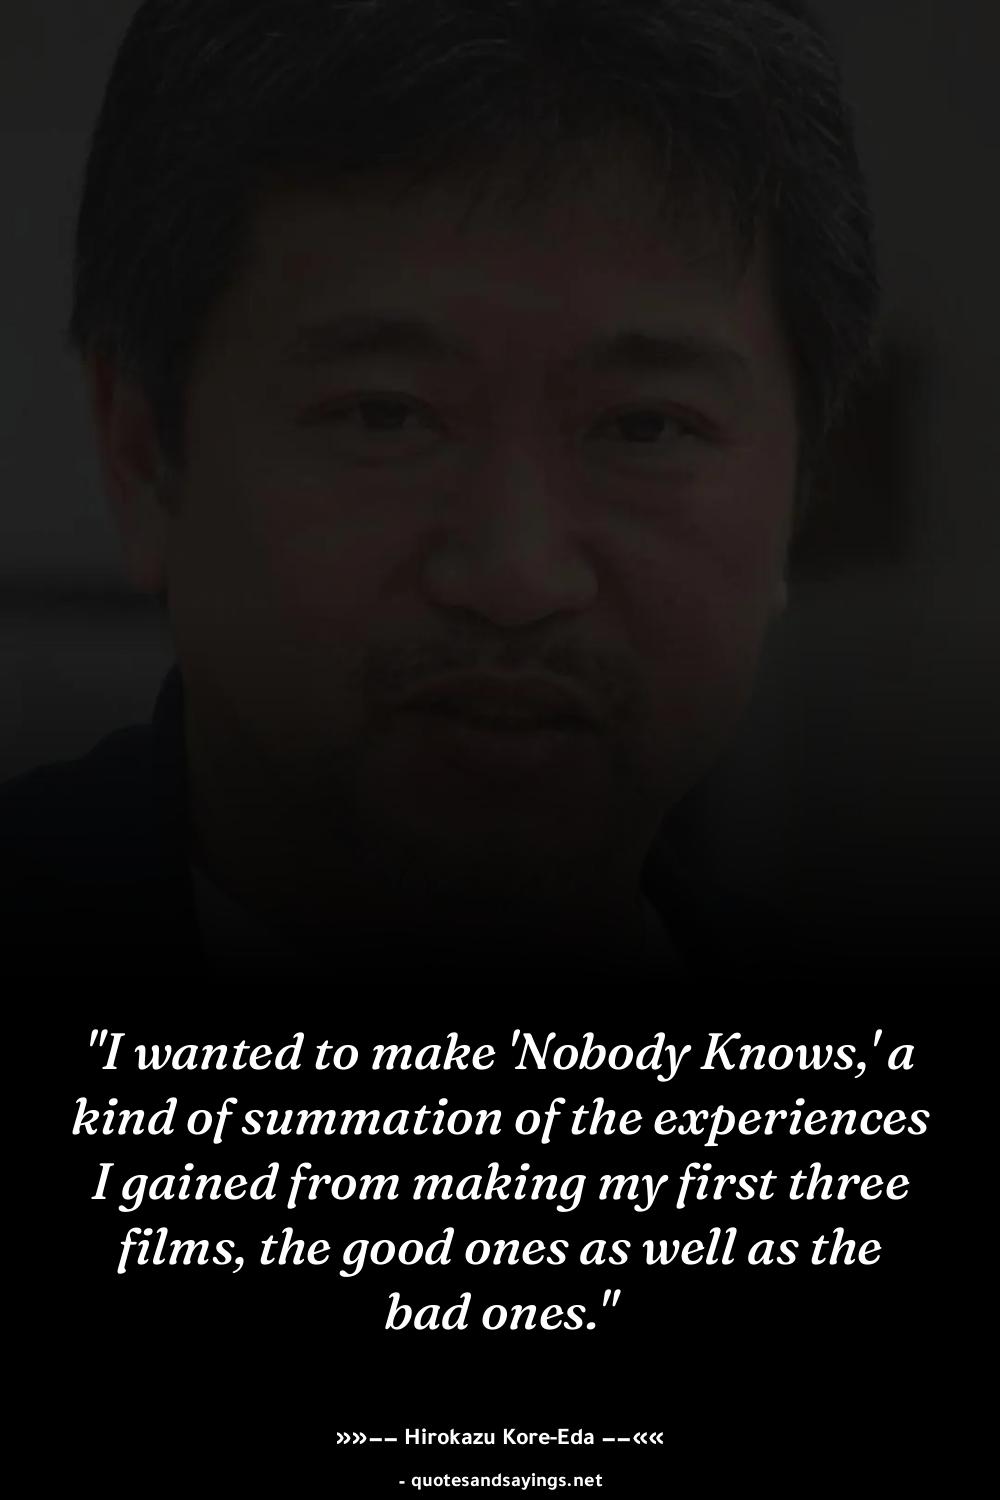 "I wanted to make 'Nobody Knows,' a
kind of summation of the experiences
I gained from making my first three
films, the good ones as well as the
bad ones."
»»−− Hirokazu Kore-Eda −−««
- quotesandsayings.net